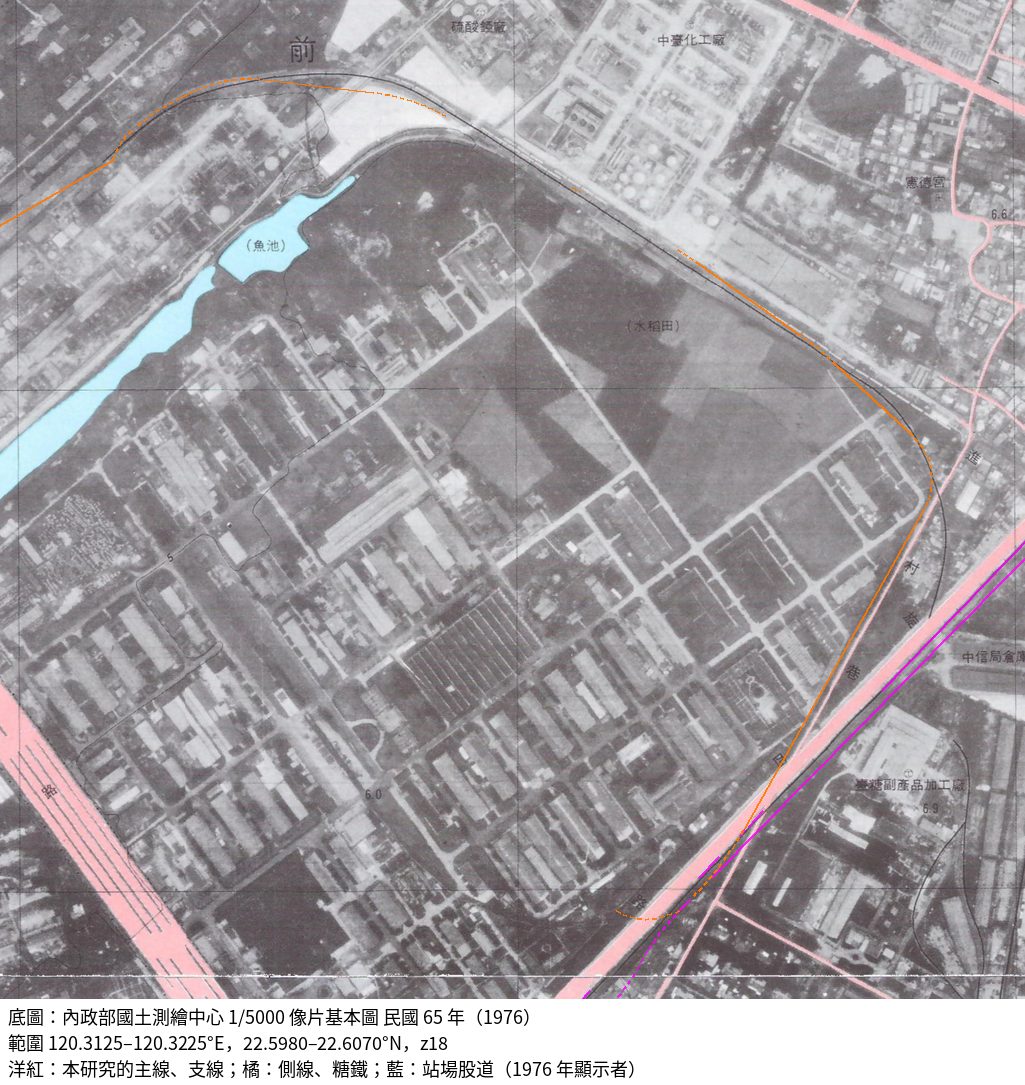 硫酸錏廠
中臺化工廠
前
憲德宮
6.6
（魚池）
（水稻田）
進
5
村
巷
中信局倉庫
路
6.0
臺糖副產品加工廠
6.9
底圖：內政部國土測繪中心 1/5000 像片基本圖 民國 65 年（1976）
範圍 120.3125–120.3225°E，22.5980–22.6070°N，z18
洋紅：本研究的主線、支線；橘：側線、糖鐵；藍：站場股道（1976 年顯示者）